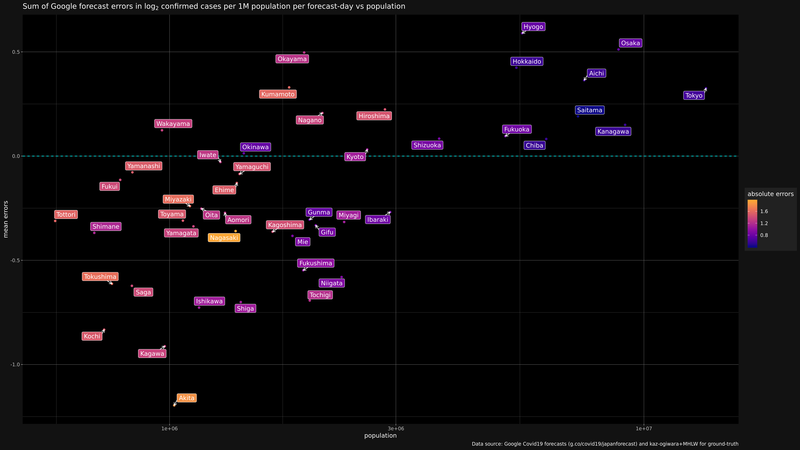 Sum of Google forecast errors in log₂ confirmed cases per 1M population per forecast-day vs population
Hyogo
Osaka
0.5
Okayama
Hokkaido
Aichi
Kumamoto
Tokyo
Nagano
Hiroshima
Saitama
Wakayama
Fukuoka
Kanagawa
Okinawa
Shizuoka
Chiba
Iwate
Kyoto
0.0
Yamanashi
Yamaguchi
Fukui
Ehime
absolute errors
Miyazaki
1.6
1.2
0.8
Tottori
Toyama
Oita
Aomori
Gunma
Miyagi
Ibaraki
Shimane
Yamagata
Kagoshima
Gifu
Nagasaki
Mie
mean errors
-0.5
Fukushima
Tokushima
Niigata
Saga
Tochigi
Ishikawa
Shiga
Kochi
Kagawa
-1.0
Akita
1e+06
3e+06
1e+07
population
Data source: Google Covid19 forecasts (g.co/covid19/japanforecast) and kaz-ogiwara+MHLW for ground-truth